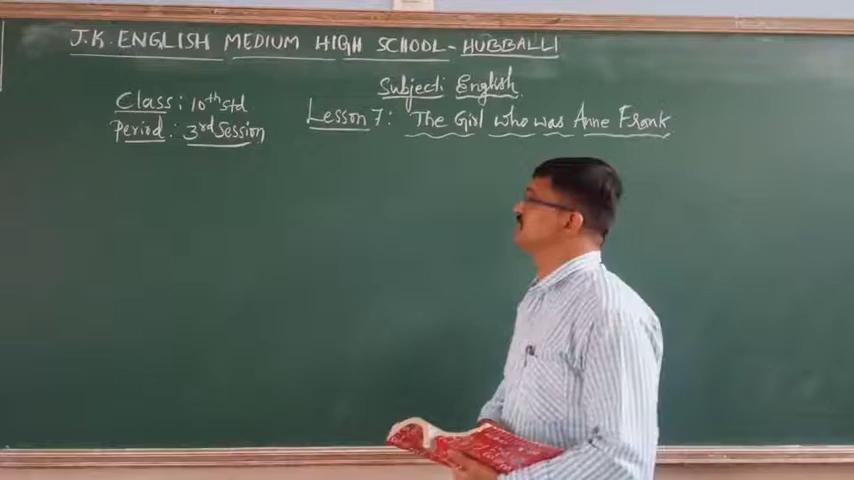 J.K. ENGLISH MEDIUM HIGH SCHOOL - HUBBALLI
Subject: English
Class: 10th std
Lesson 7: The Girl who was Anne Frank
Period: 3rd Session